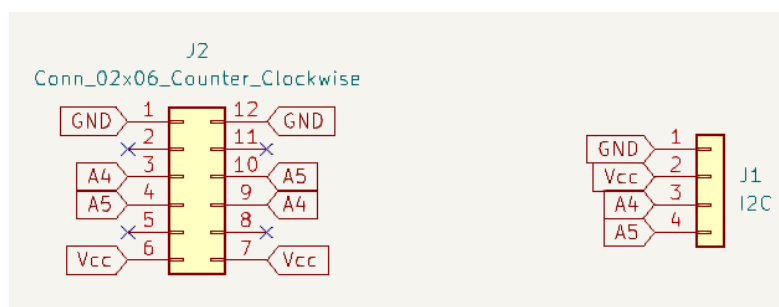 J2
Conn_02x06_Counter_Clockwise
GND 1 12 GND
2 11
A4 3 10 A5
A5 4 9 A4
5 8
Vcc 6 7 Vcc
GND 1
Vcc 2
A4 3
A5 4
J1
I2C